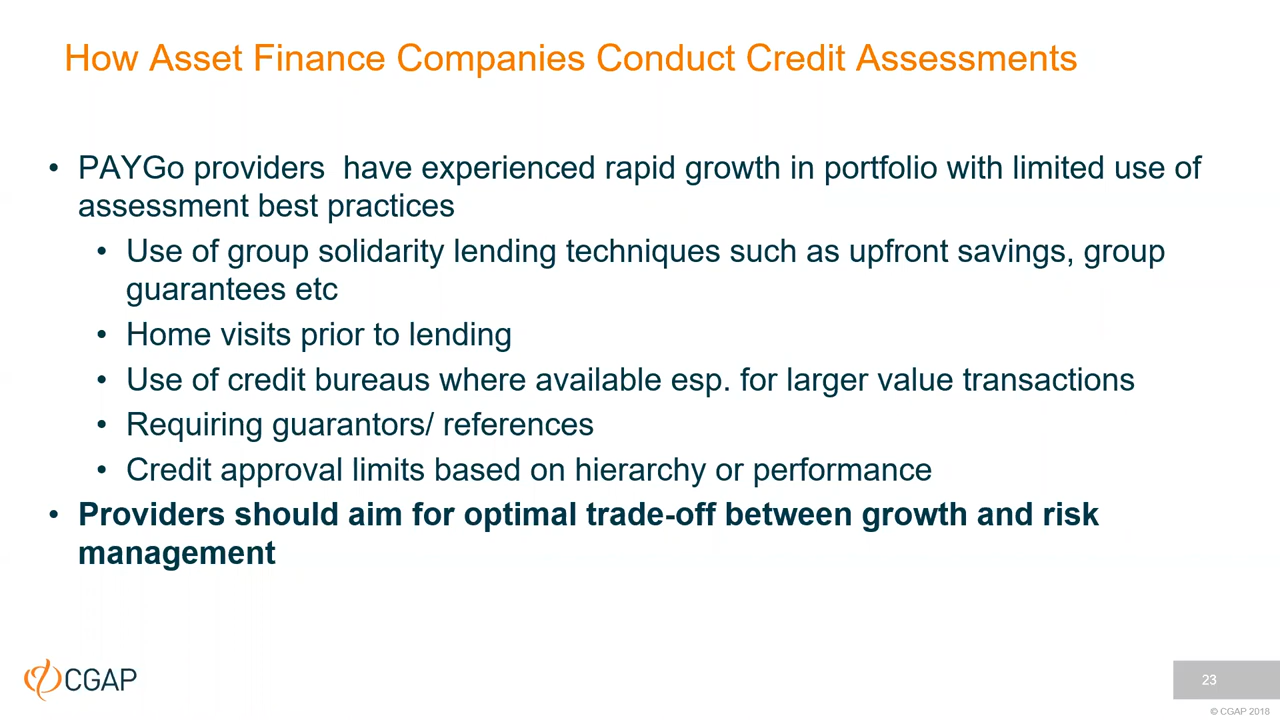 How Asset Finance Companies Conduct Credit Assessments
• PAYGo providers  have experienced rapid growth in portfolio with limited use of
assessment best practices
• Use of group solidarity lending techniques such as upfront savings, group
guarantees etc
• Home visits prior to lending
• Use of credit bureaus where available esp. for larger value transactions
• Requiring guarantors/ references
• Credit approval limits based on hierarchy or performance
• Providers should aim for optimal trade-off between growth and risk
management
CGAP
23
© CGAP 2018